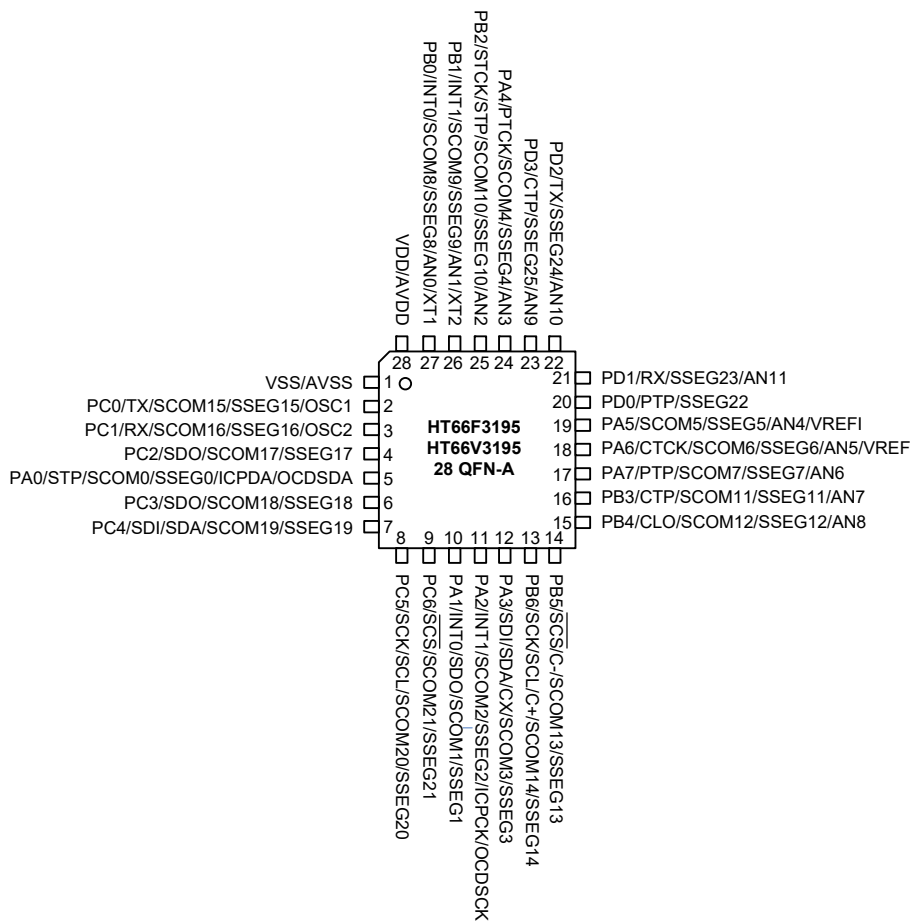 PB0/INT0/SCOM8/SSEG8/AN0/XT1
PB1/INT1/SCOM9/SSEG9/AN1/XT2
PB2/STCK/STP/SCOM10/SSEG10/AN2
PA4/PTCK/SCOM4/SSEG4/AN3
PD3/CTP/SSEG25/AN9
PD2/TX/SSEG24/AN10
VDD/AVDD
28 27 26 25 24 23 22
VSS/AVSS 1
PC0/TX/SCOM15/SSEG15/OSC1 2
PC1/RX/SCOM16/SSEG16/OSC2 3
PC2/SDO/SCOM17/SSEG17 4
PA0/STP/SCOM0/SSEG0/ICPDA/OCDSDA 5
PC3/SDO/SCOM18/SSEG18 6
PC4/SDI/SDA/SCOM19/SSEG19 7
HT66F3195
HT66V3195
28 QFN-A
21 PD1/RX/SSEG23/AN11
20 PD0/PTP/SSEG22
19 PA5/SCOM5/SSEG5/AN4/VREFI
18 PA6/CTCK/SCOM6/SSEG6/AN5/VREF
17 PA7/PTP/SCOM7/SSEG7/AN6
16 PB3/CTP/SCOM11/SSEG11/AN7
15 PB4/CLO/SCOM12/SSEG12/AN8
8 9 10 11 12 13 14
PC5/SCK/SCL/SCOM20/SSEG20
PC6/SCS/SCOM21/SSEG21
PA1/INT0/SDO/SCOM1/SSEG1
PA2/INT1/SCOM2/SSEG2/ICPCK/OCDSCK
PA3/SDI/SDA/CX/SCOM3/SSEG3
PB6/SCK/SCL/C+/SCOM14/SSEG14
PB5/SCS/C-/SCOM13/SSEG13